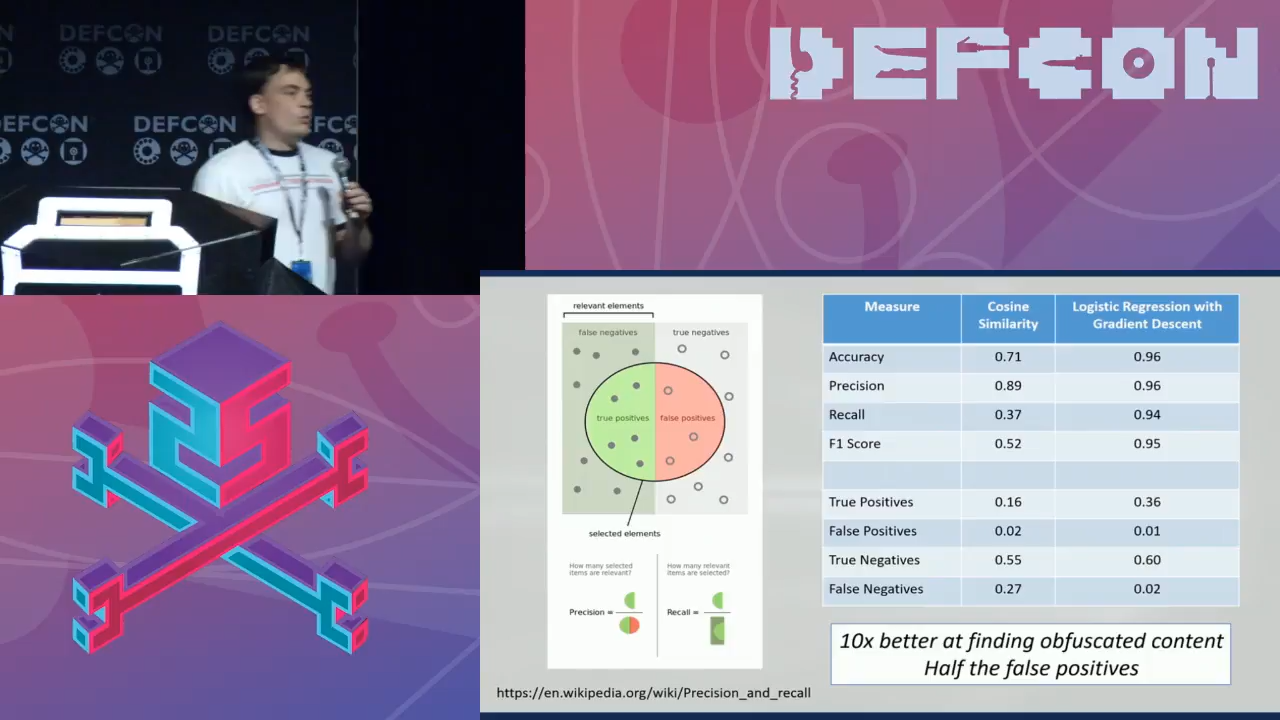 DEFCON
DEFCON
DEFCON
DEFCON
DEFCON
relevant elements
false negatives
true negatives
true positives
false positives
selected elements
How many selected
items are relevant?
How many relevant
items are selected?
Precision =
Recall =
https://en.wikipedia.org/wiki/Precision_and_recall
Measure Cosine Similarity Logistic Regression with Gradient Descent
Accuracy 0.71 0.96
Precision 0.89 0.96
Recall 0.37 0.94
F1 Score 0.52 0.95
True Positives 0.16 0.36
False Positives 0.02 0.01
True Negatives 0.55 0.60
False Negatives 0.27 0.02
10x better at finding obfuscated content
Half the false positives